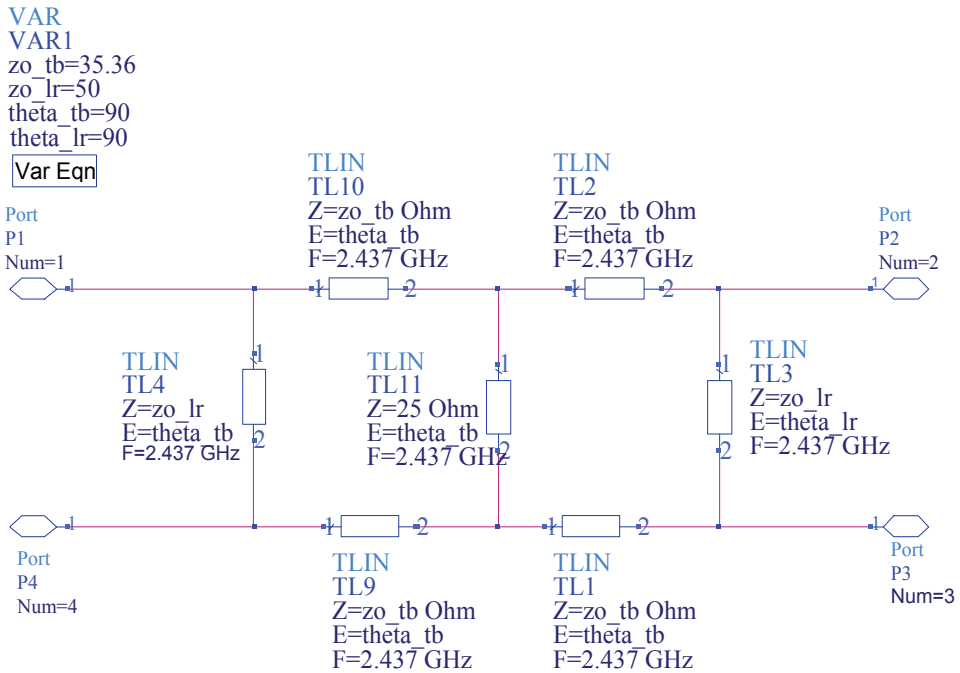 VAR
VAR1
zo_tb=35.36
zo_lr=50
theta_tb=90
theta_lr=90
Var Eqn
TLIN
TL10
Z=zo_tb Ohm
E=theta_tb
F=2.437 GHz
TLIN
TL2
Z=zo_tb Ohm
E=theta_tb
F=2.437 GHz
Port
P1
Num=1
Port
P2
Num=2
1
1 2
1 2
1
TLIN
TL4
Z=zo_lr
E=theta_tb
F=2.437 GHz
1
2
TLIN
TL11
Z=25 Ohm
E=theta_tb
F=2.437 GHz
1
2
TLIN
TL3
Z=zo_lr
E=theta_lr
F=2.437 GHz
1
2
1
1 2
1 2
1
Port
P4
Num=4
TLIN
TL9
Z=zo_tb Ohm
E=theta_tb
F=2.437 GHz
TLIN
TL1
Z=zo_tb Ohm
E=theta_tb
F=2.437 GHz
Port
P3
Num=3